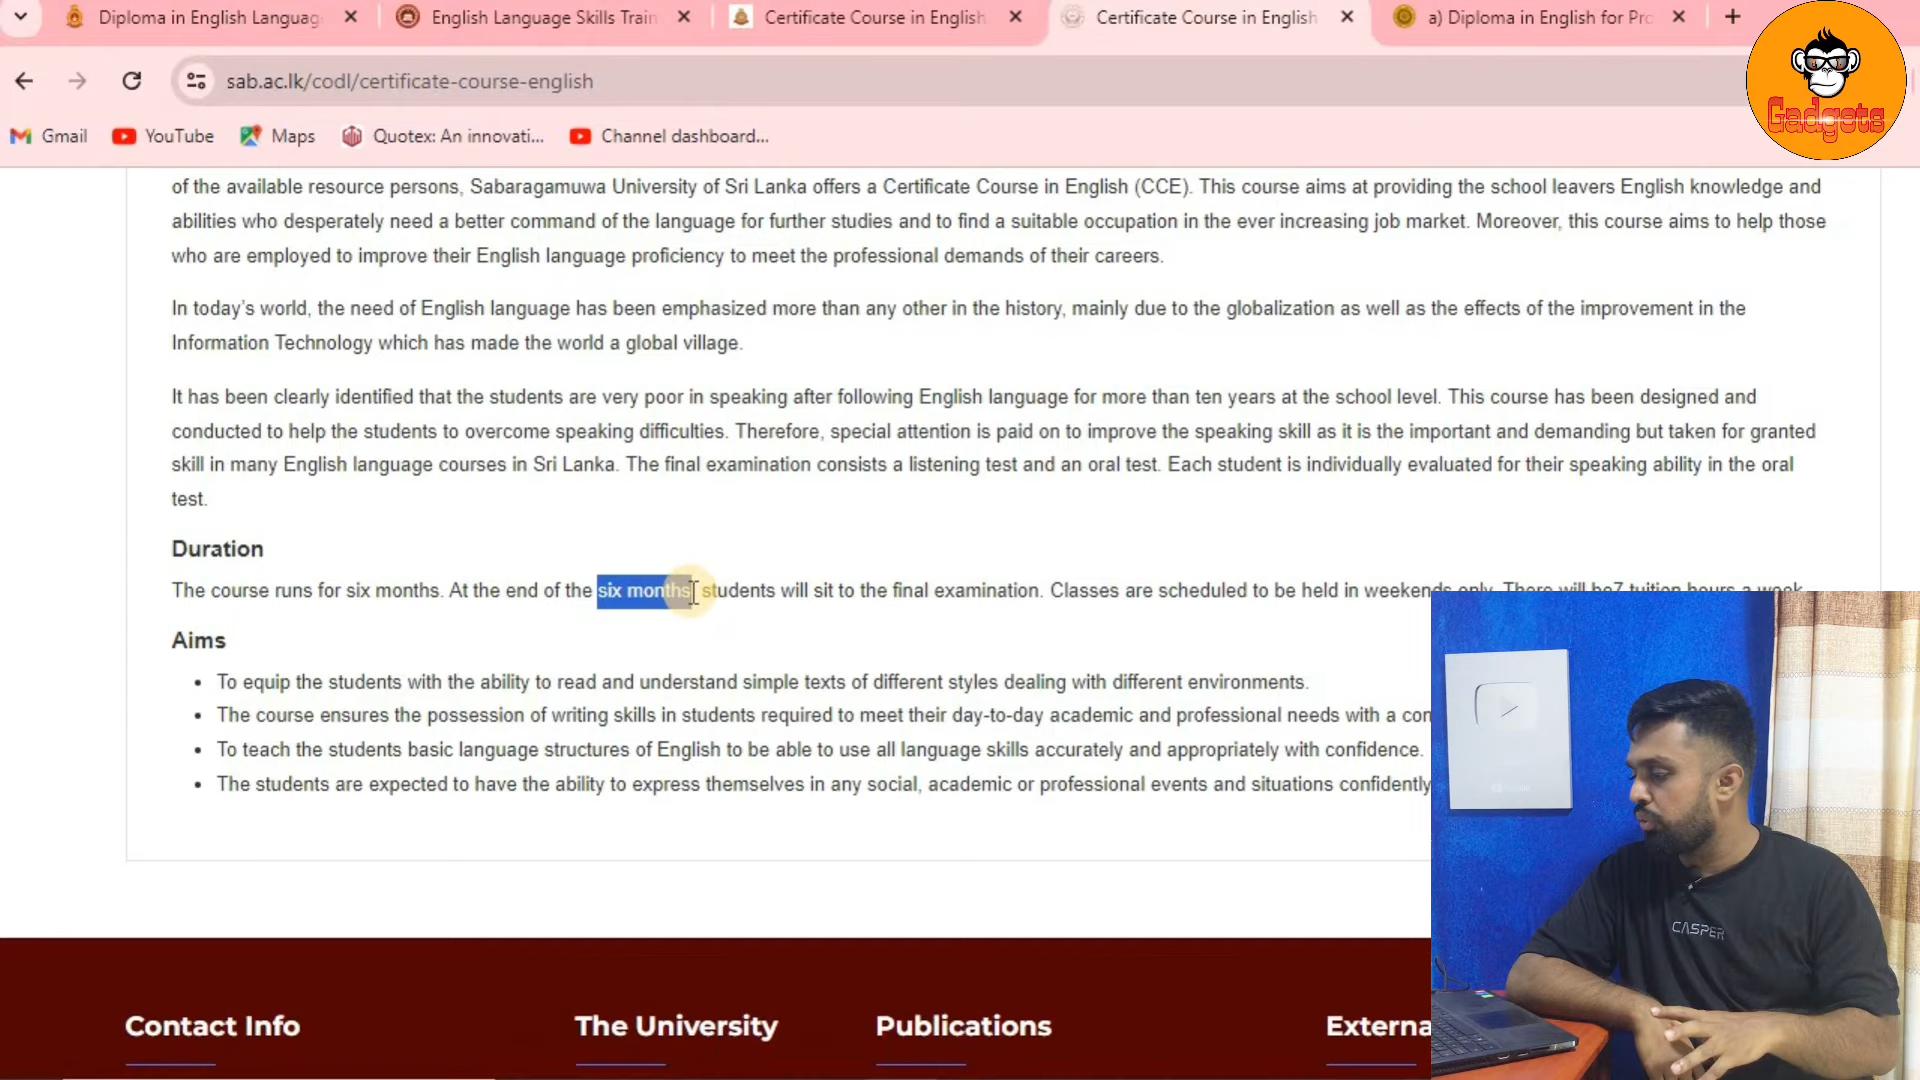 Diploma in English Languag
English Language Skills Train
Certificate Course in English
Certificate Course in English
a) Diploma in English for Pro
sab.ac.lk/codl/certificate-course-english
Gadgets
Gmail
YouTube
Maps
Quotex: An innovati...
Channel dashboard...
of the available resource persons, Sabaragamuwa University of Sri Lanka offers a Certificate Course in English (CCE). This course aims at providing the school leavers English knowledge and
abilities who desperately need a better command of the language for further studies and to find a suitable occupation in the ever increasing job market. Moreover, this course aims to help those
who are employed to improve their English language proficiency to meet the professional demands of their careers.
In today's world, the need of English language has been emphasized more than any other in the history, mainly due to the globalization as well as the effects of the improvement in the
Information Technology which has made the world a global village.
It has been clearly identified that the students are very poor in speaking after following English language for more than ten years at the school level. This course has been designed and
conducted to help the students to overcome speaking difficulties. Therefore, special attention is paid on to improve the speaking skill as it is the important and demanding but taken for granted
skill in many English language courses in Sri Lanka. The final examination consists a listening test and an oral test. Each student is individually evaluated for their speaking ability in the oral
test.
Duration
The course runs for six months. At the end of the six months students will sit to the final examination. Classes are scheduled to be held in weekends only. There will be7 tuition hours a week
Aims
To equip the students with the ability to read and understand simple texts of different styles dealing with different environments.
The course ensures the possession of writing skills in students required to meet their day-to-day academic and professional needs with a con
To teach the students basic language structures of English to be able to use all language skills accurately and appropriately with confidence.
The students are expected to have the ability to express themselves in any social, academic or professional events and situations confidently
CASPER
Contact Info
The University
Publications
Externa